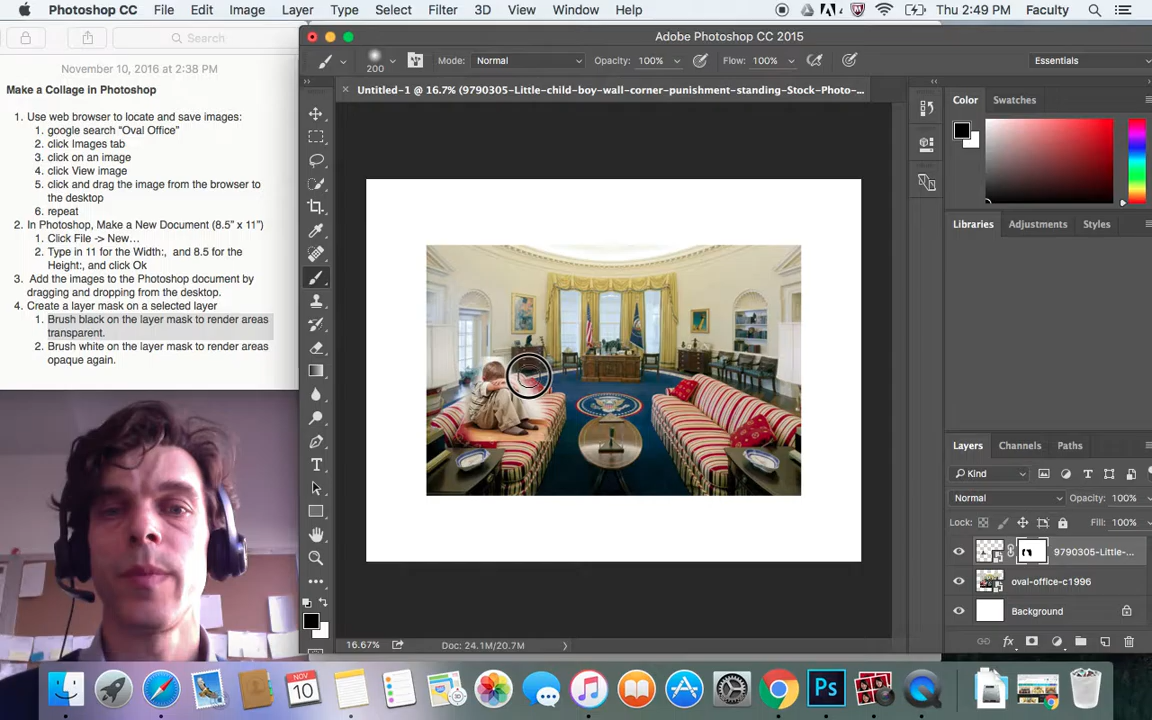 Photoshop CC File Edit Image Layer Type Select Filter 3D View Window Help Thu 2:49 PM Faculty
Search
November 10, 2016 at 2:38 PM
Make a Collage in Photoshop
1. Use web browser to locate and save images:
1. google search “Oval Office”
2. click Images tab
3. click on an image
4. click View image
5. click and drag the image from the browser to
the desktop
6. repeat
2. In Photoshop, Make a New Document (8.5” x 11”)
1. Click File -> New...
2. Type in 11 for the Width:, and 8.5 for the
Height:, and click Ok
3. Add the images to the Photoshop document by
dragging and dropping from the desktop.
4. Create a layer mask on a selected layer
1. Brush black on the layer mask to render areas
transparent.
2. Brush white on the layer mask to render areas
opaque again.
Adobe Photoshop CC 2015
200 Mode: Normal Opacity: 100% Flow: 100% Essentials
Untitled-1 @ 16.7% (9790305-Little-child-boy-wall-corner-punishment-standing-Stock-Photo-...
Color Swatches
Libraries Adjustments Styles
Layers Channels Paths
Kind
Normal Opacity: 100%
Lock: Fill: 100%
9790305-Little-...
oval-office-c1996
Background
16.67% Doc: 24.1M/20.7M
NOV
10
Ps